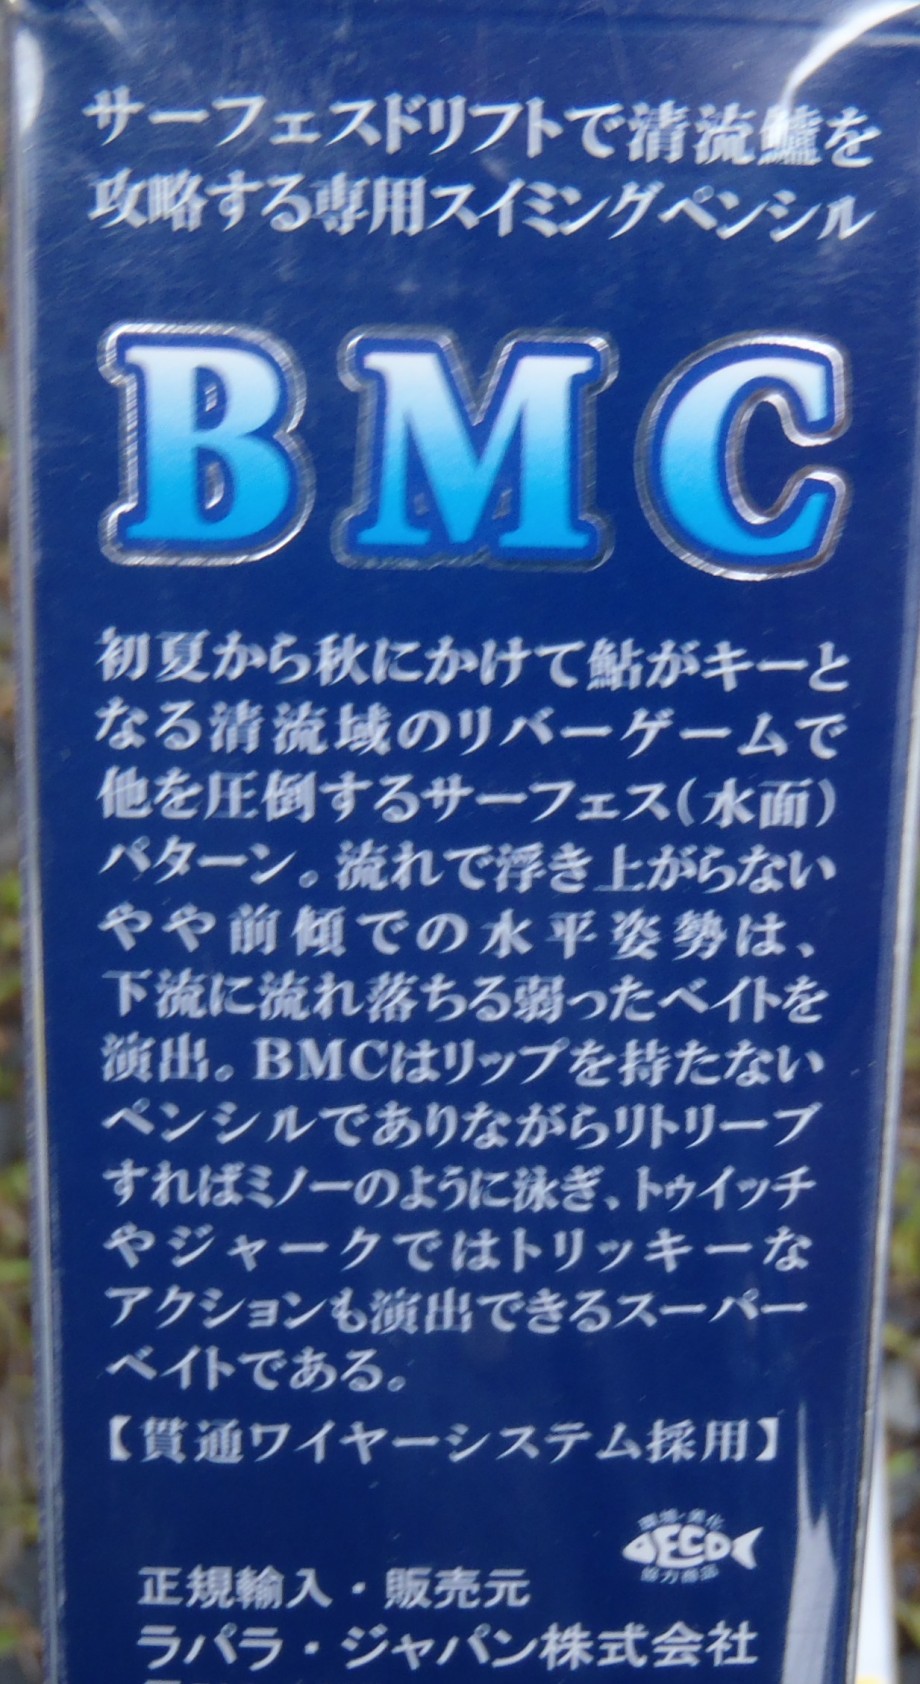 サーフェスドリフトで清流鱸を
攻略する専用スイミングペンシル
BMC
初夏から秋にかけて鮎がキーと
なる清流域のリバーゲームで
他を圧倒するサーフェス(水面)
パターン。流れで浮き上がらない
やや前傾での水平姿勢は、
下流に流れ落ちる弱ったベイトを
演出。BMCはリップを持たない
ペンシルでありながらリトリーブ
すればミノーのように泳ぎ、トゥイッチ
やジャークではトリッキーな
アクションも演出できるスーパー
ベイトである。
【貫通ワイヤーシステム採用】
環境・美化
ECO
協力商品
正規輸入・販売元
ラパラ・ジャパン株式会社